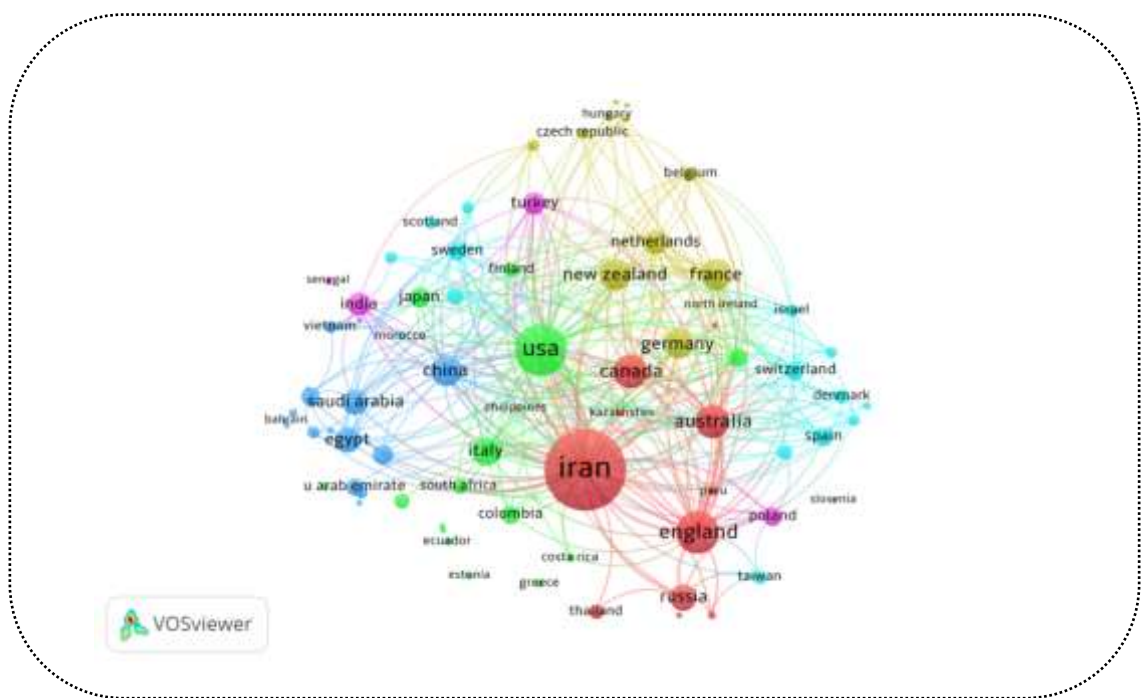 hungary
czech republic
belgium
turkey
scotland
netherlands
sweden
finland
new zealand
france
senegal
india
japan
north ireland
israel
vietnam
morocco
usa
germany
china
canada
switzerland
denmark
saudi arabia
philippines
kazakhstan
bahrain
australia
egypt
spain
italy
iran
u arab emirate
south africa
peru
slovenia
colombia
poland
england
ecuador
costa rica
estonia
greece
taiwan
russia
thailand
VOSviewer